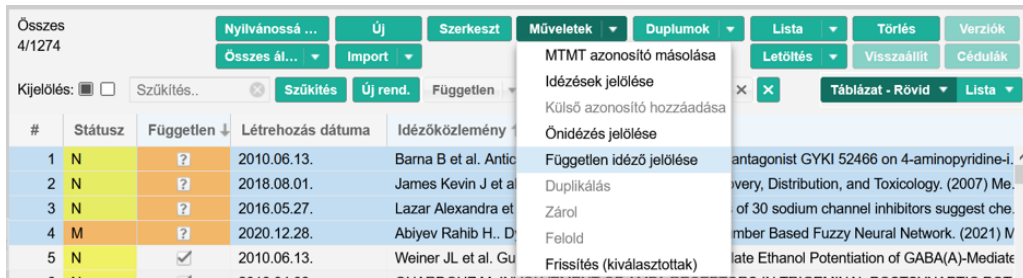 Összes
4/1274
Nyilvánossá ... Új Szerkeszt Műveletek Duplumok Lista Törlés Verziók
Összes ál... Import Letöltés Visszaállít Cédulák
Kijelölés: Szűkítés.. Szűkítés Új rend. Független Táblázat - Rövid Lista
MTMT azonosító másolása
Idézések jelölése
Külső azonosító hozzáadása
Önidézés jelölése
Független idéző jelölése
Duplikálás
Zárol
Felold
Frissítés (kiválasztottak)
# Státusz Független Létrehozás dátuma Idézőközlemény
1 N ? 2010.06.13. Barna B et al. Antic antagonist GYKI 52466 on 4-aminopyridine-i.
2 N ? 2018.08.01. James Kevin J et al overy, Distribution, and Toxicology. (2007) Me.
3 N ? 2016.05.27. Lazar Alexandra et of 30 sodium channel inhibitors suggest che.
4 M ? 2020.12.28. Abiyev Rahib H.. D mber Based Fuzzy Neural Network. (2021) M
5 N 2010.06.13. Weiner JL et al. Gu late Ethanol Potentiation of GABA(A)-Mediate